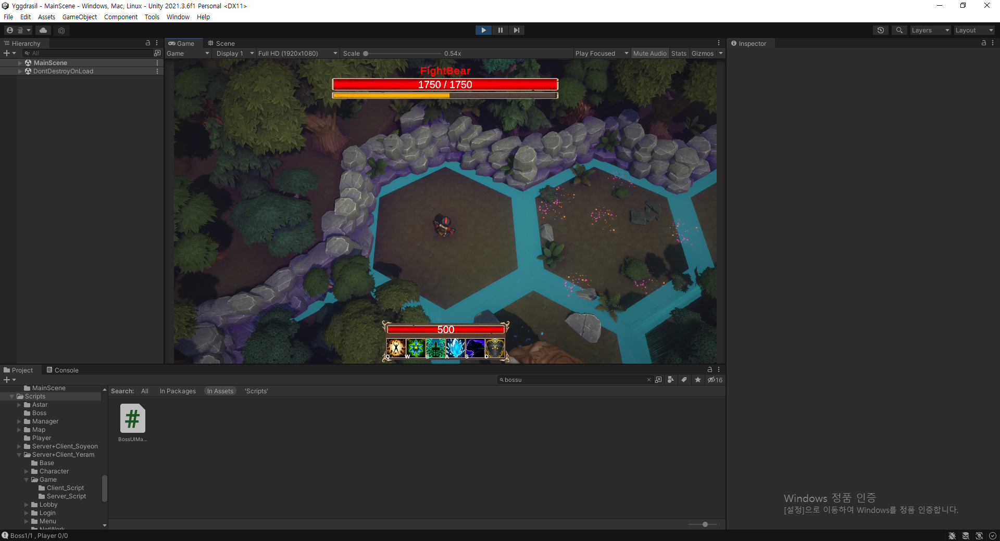 Yggdrasil - MainScene - Windows, Mac, Linux - Unity 2021.3.6f1 Personal <DX11>
File Edit Assets GameObject Component Tools Window Help
Layers Layout
Hierarchy
All
MainScene
DontDestroyOnLoad
Game Scene
Game Display 1 Full HD (1920x1080) Scale 0.54x Play Focused Mute Audio Stats Gizmos
FightBear
1750 / 1750
500
Q W E A S D
Inspector
Project Console
bossu
16
MainScene
Scripts
Astar
Boss
Manager
Map
Player
Server+Client_Soyeon
Server+Client_Yeram
Base
Character
Game
Client_Script
Server_Script
Lobby
Login
Menu
NetWork
Search: All In Packages In Assets 'Scripts'
#
BossUIMa...
Windows 정품 인증
[설정]으로 이동하여 Windows를 정품 인증합니다.
Boss1/1 , Player 0/0